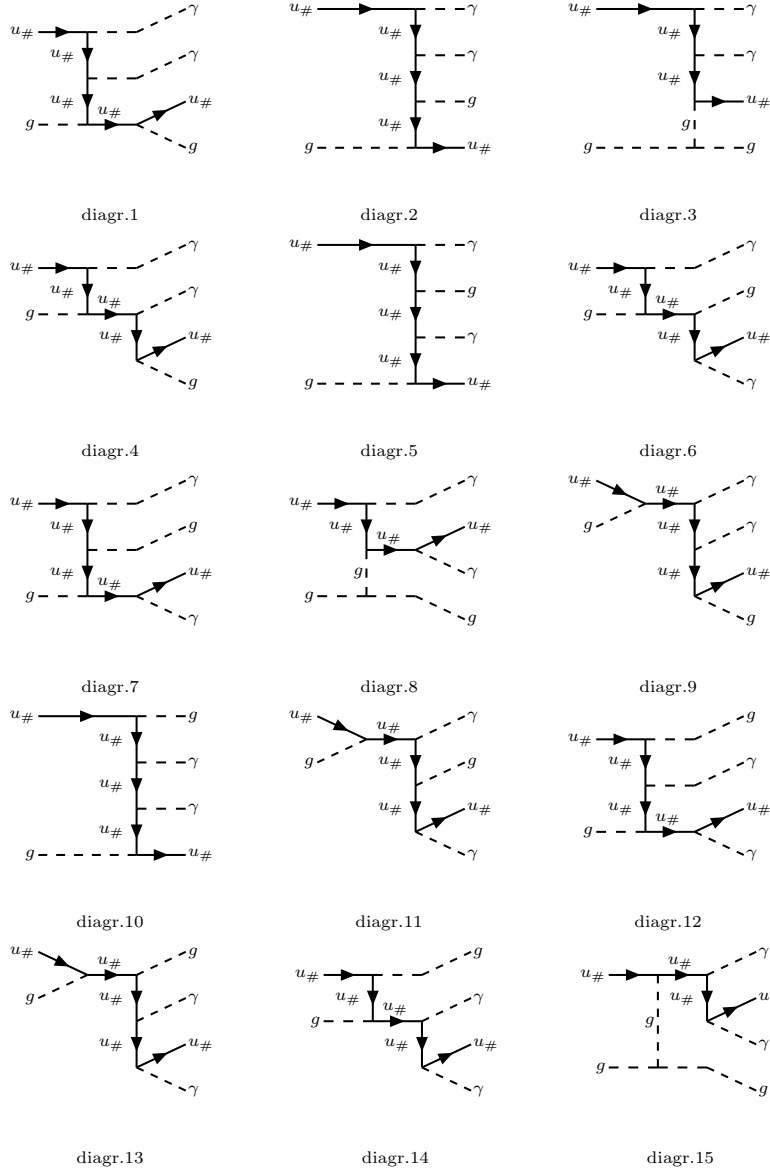 u# γ
u# γ
u# u# u#
g g
diagr.1
u# γ
u# γ
u# g
u#
g u#
diagr.2
u# γ
u# γ
u# u#
g
g g
diagr.3
u# γ
u# u# γ
g u# u#
g
diagr.4
u# γ
u# g
u# γ
u#
g u#
diagr.5
u# γ
u# u# g
g u# u#
γ
diagr.6
u# γ
u# g
u# u# u#
g γ
diagr.7
u# γ
u# u# u#
g γ
g g
diagr.8
u# u# γ
g u# γ
u# u#
g
diagr.9
u# g
u# γ
u# γ
u#
g u#
diagr.10
u# u# γ
g u# g
u# u#
γ
diagr.11
u# g
u# γ
u# u# u#
g γ
diagr.12
u# u# g
g u# γ
u# u#
γ
diagr.13
u# g
u# u# γ
g u# u#
γ
diagr.14
u# u# γ
u# u
g γ
g g
diagr.15